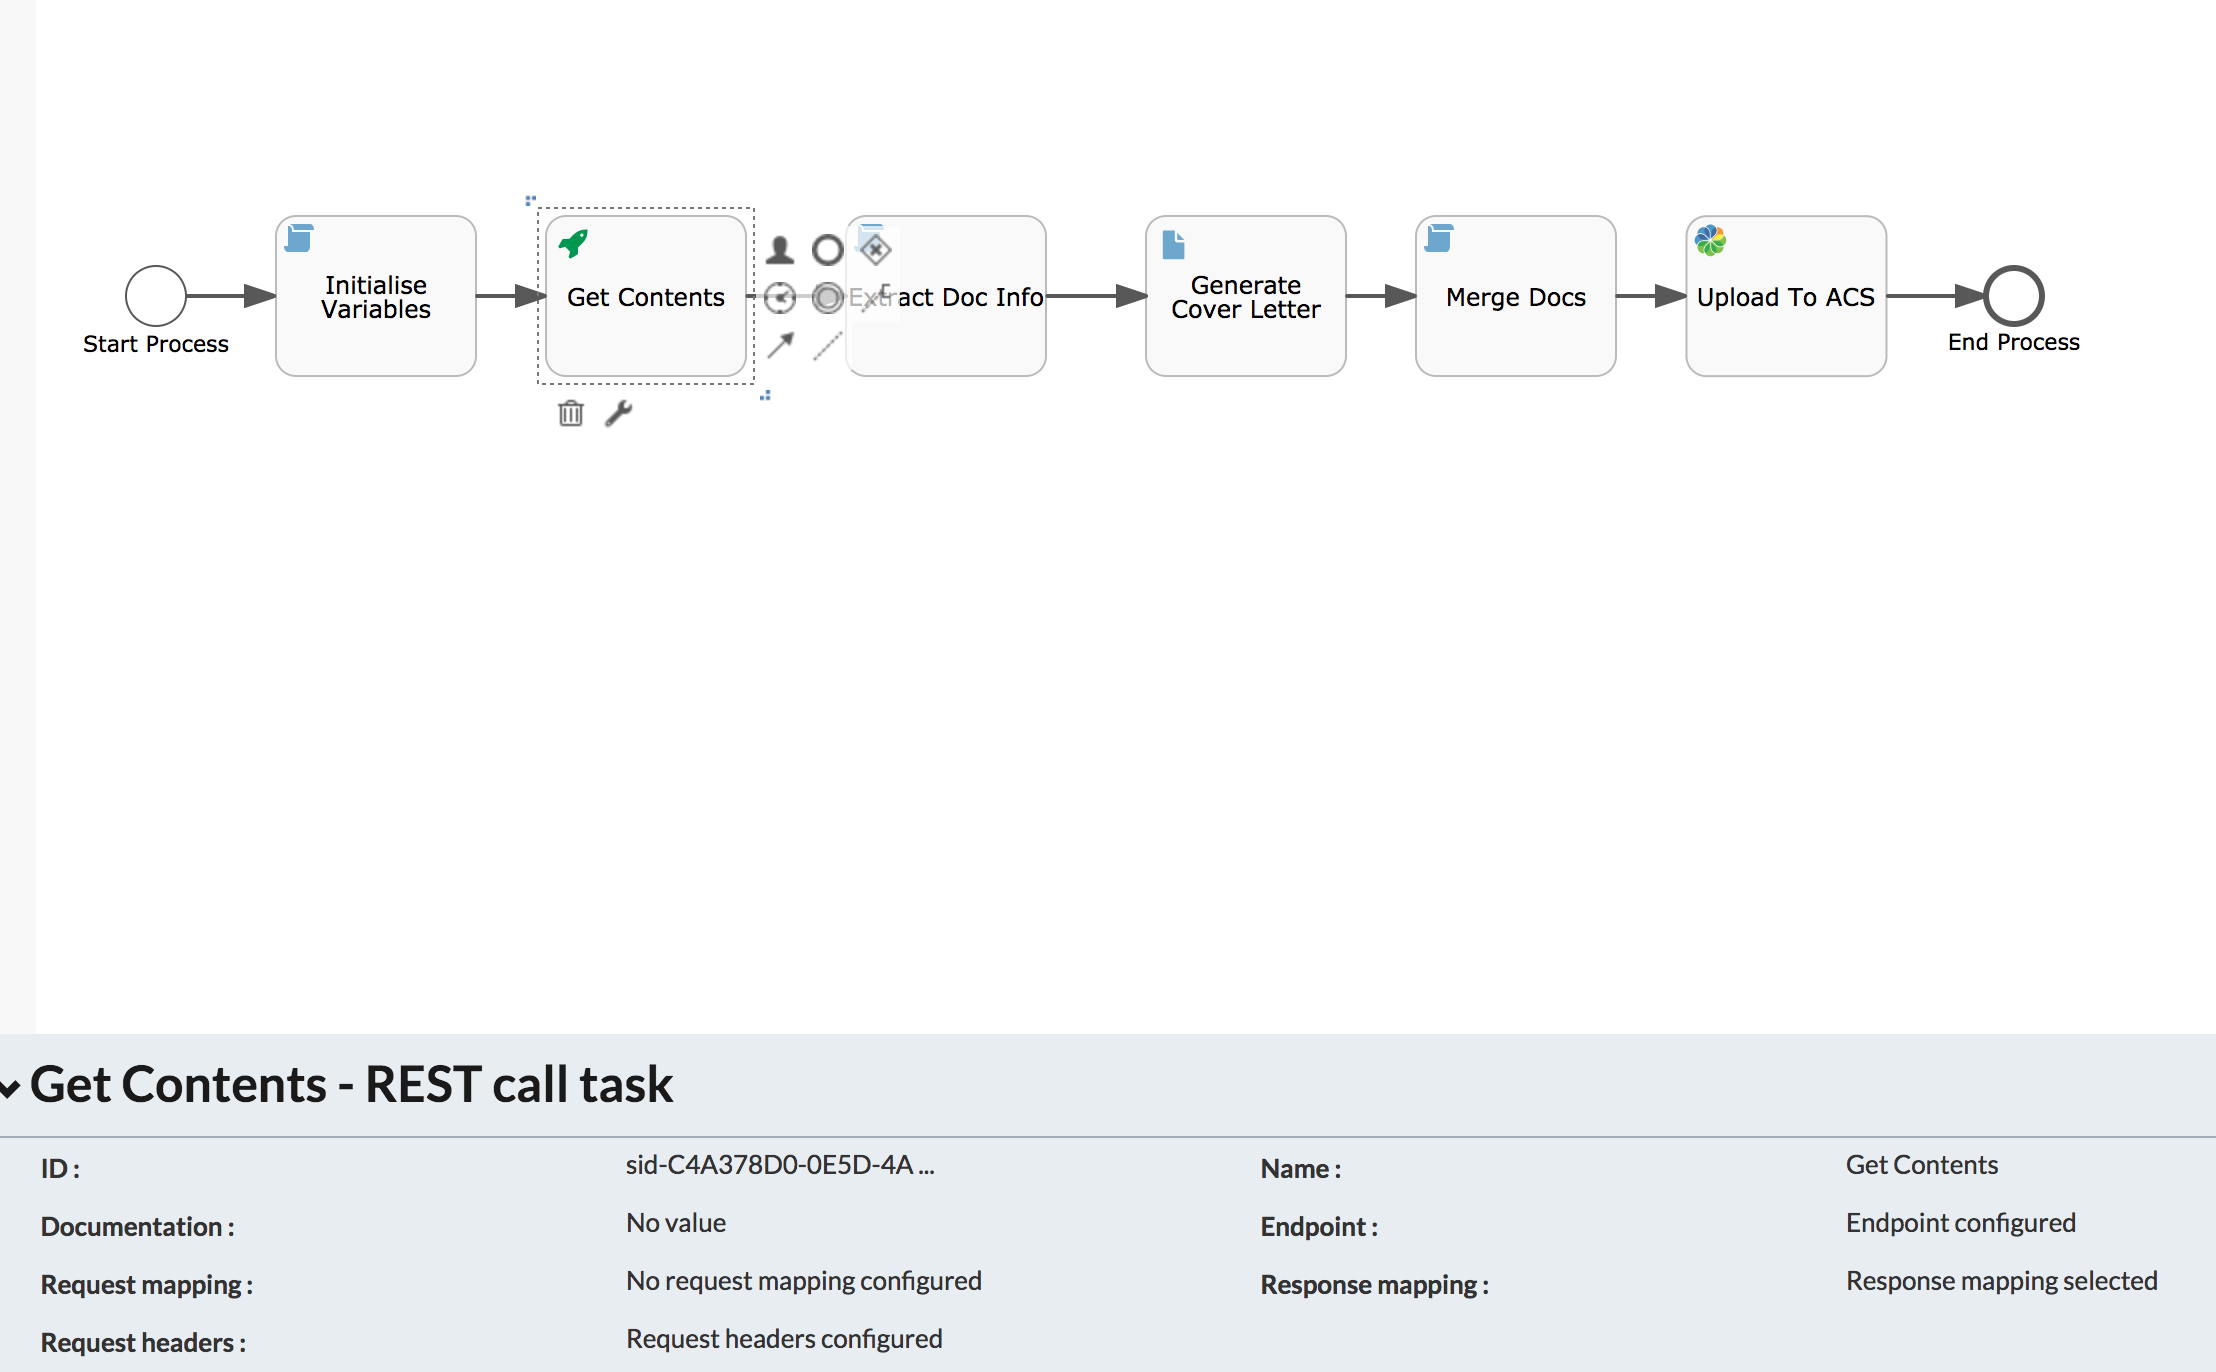 Start Process
Initialise
Variables
Get Contents
Extract Doc Info
Generate
Cover Letter
Merge Docs
Upload To ACS
End Process
Get Contents - REST call task
ID : sid-C4A378D0-0E5D-4A ... Name : Get Contents
Documentation : No value Endpoint : Endpoint configured
Request mapping : No request mapping configured Response mapping : Response mapping selected
Request headers : Request headers configured